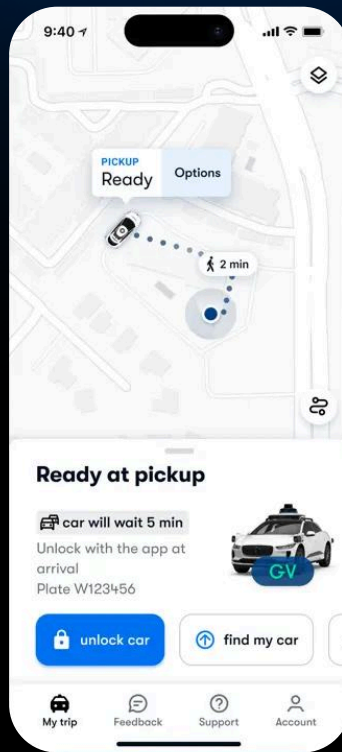 9:40
PICKUP
Ready
Options
2 min
Ready at pickup
car will wait 5 min
Unlock with the app at
arrival
Plate W123456
GV
unlock car
find my car
My trip
Feedback
Support
Account